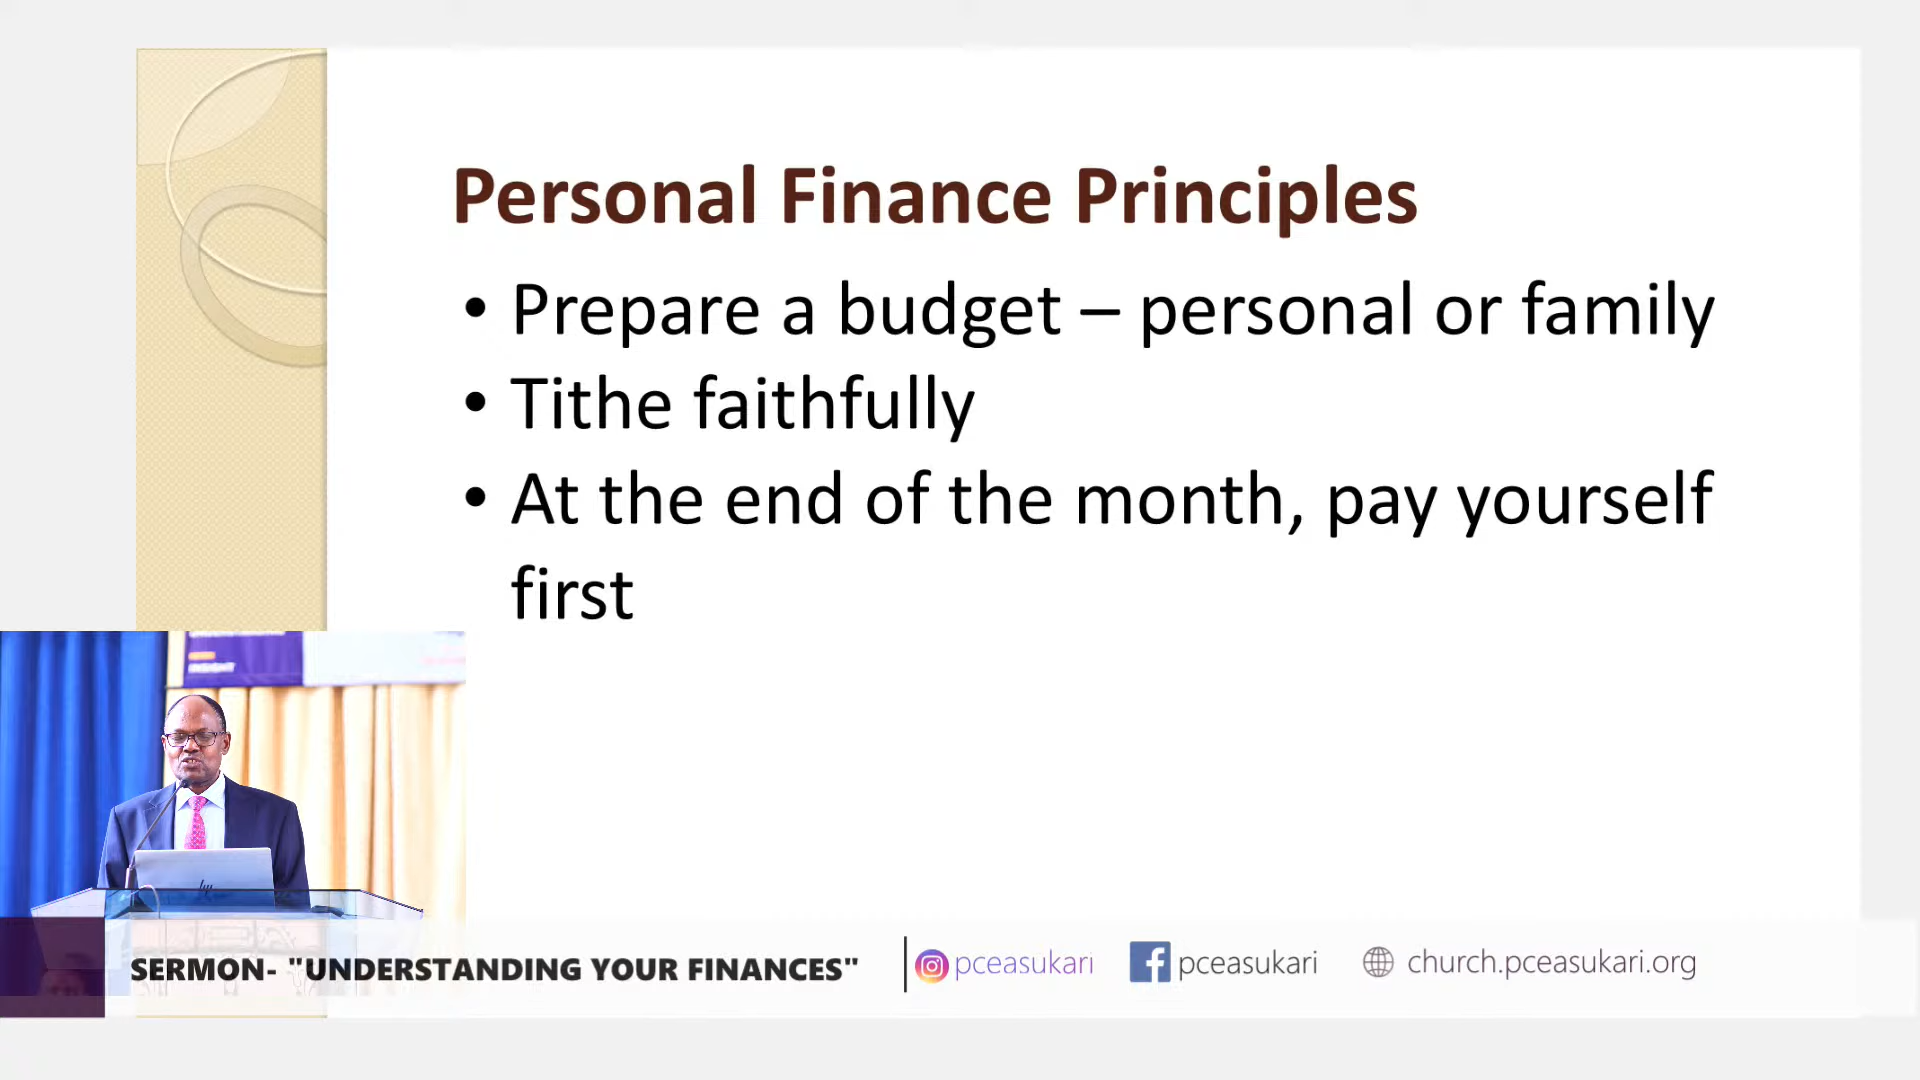 Personal Finance Principles
• Prepare a budget – personal or family
• Tithe faithfully
• At the end of the month, pay yourself
first
hp
SERMON- "UNDERSTANDING YOUR FINANCES"
pceasukari
pceasukari
church.pceasukari.org